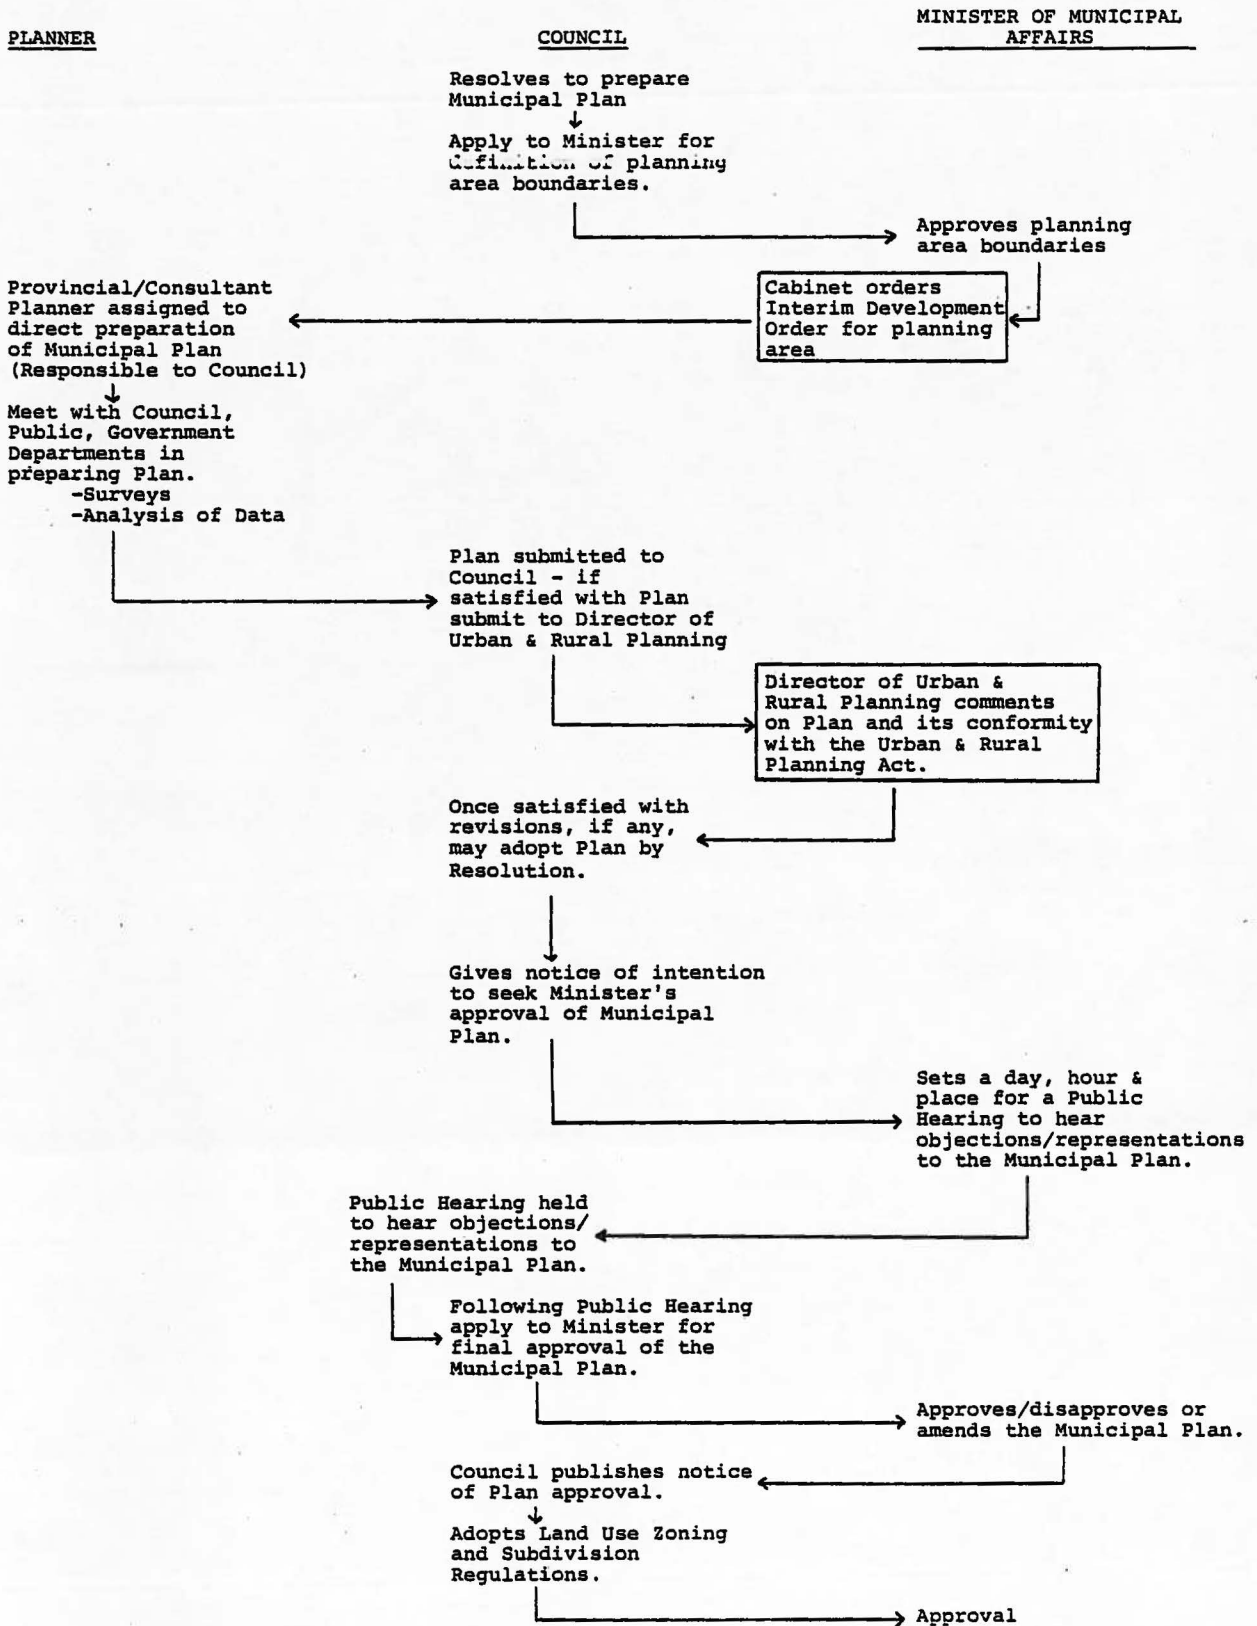 PLANNER
COUNCIL
MINISTER OF MUNICIPAL
AFFAIRS
Resolves to prepare
Municipal Plan
Apply to Minister for
definition of planning
area boundaries.
Approves planning
area boundaries
Cabinet orders
Interim Development
Order for planning
area
Provincial/Consultant
Planner assigned to
direct preparation
of Municipal Plan
(Responsible to Council)
Meet with Council,
Public, Government
Departments in
preparing Plan.
-Surveys
-Analysis of Data
Plan submitted to
Council - if
satisfied with Plan
submit to Director of
Urban & Rural Planning
Director of Urban &
Rural Planning comments
on Plan and its conformity
with the Urban & Rural
Planning Act.
Once satisfied with
revisions, if any,
may adopt Plan by
Resolution.
Gives notice of intention
to seek Minister's
approval of Municipal
Plan.
Sets a day, hour &
place for a Public
Hearing to hear
objections/representations
to the Municipal Plan.
Public Hearing held
to hear objections/
representations to
the Municipal Plan.
Following Public Hearing
apply to Minister for
final approval of the
Municipal Plan.
Approves/disapproves or
amends the Municipal Plan.
Council publishes notice
of Plan approval.
Adopts Land Use Zoning
and Subdivision
Regulations.
Approval